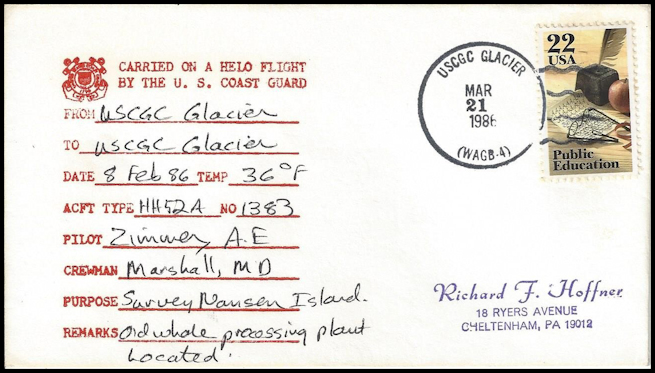 CARRIED ON A HELO FLIGHT
BY THE U. S. COAST GUARD
FROM USCGC Glacier
TO USCGC Glacier
DATE 8 Feb 86 TEMP 36°F
ACFT TYPE HH52A NO 1383
PILOT Zimmer, A.E
CREWMAN Marshall, MD
PURPOSE Survey Nansen Island.
REMARKS Old whale processing plant
Located.
USCGC GLACIER
MAR
21
1986
(WAGB-4)
22
USA
Public
Education
Richard F. Hoffner
18 RYERS AVENUE
CHELTENHAM, PA 19012